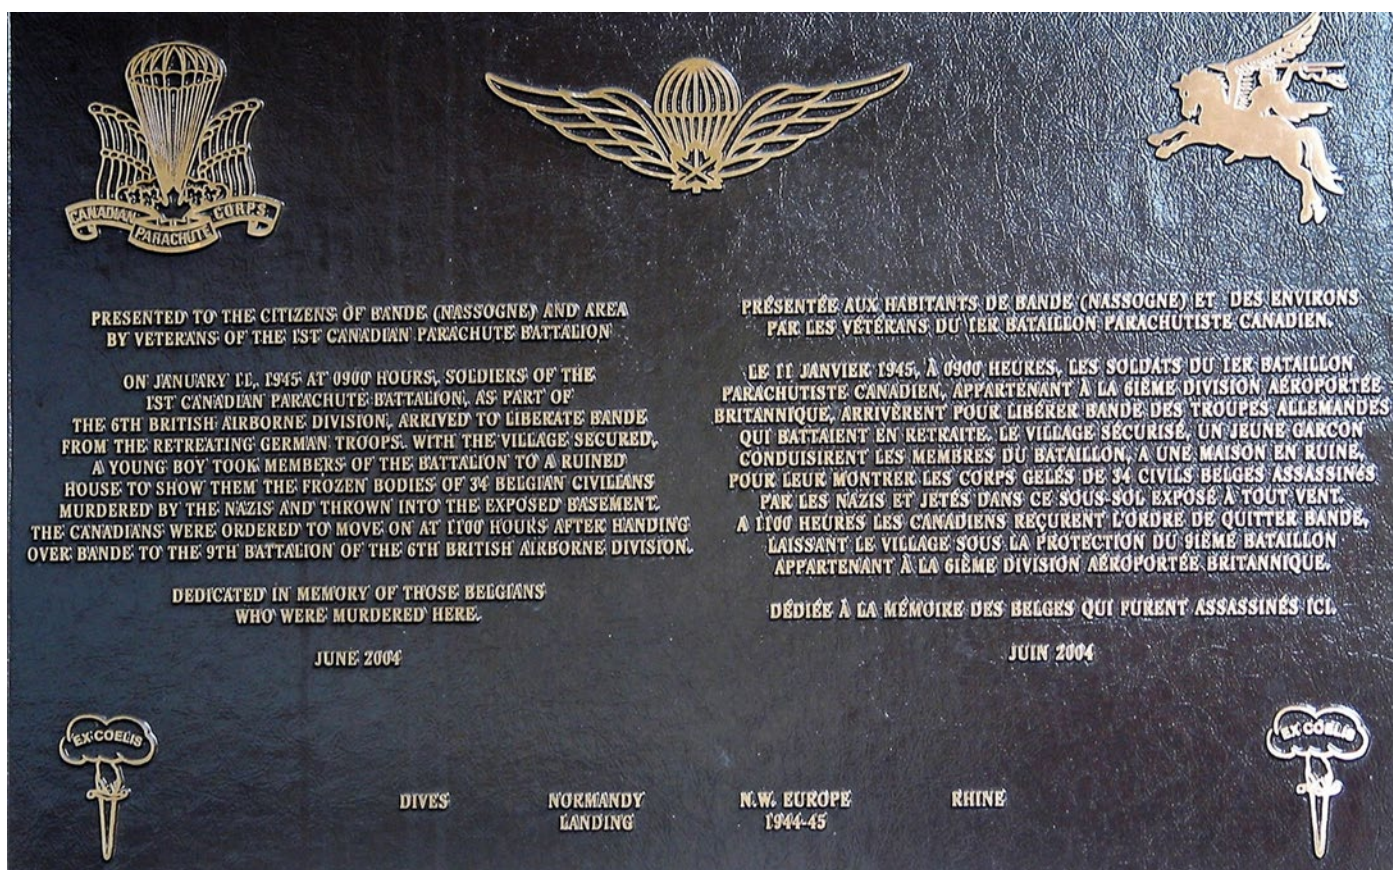 CANADIAN CORPS
PARACHUTE
PRESENTED TO THE CITIZENS OF BANDE (NASSOGNE) AND AREA
BY VETERANS OF THE 1ST CANADIAN PARACHUTE BATTALION
ON JANUARY 11, 1945 AT 0900 HOURS, SOLDIERS OF THE
1ST CANADIAN PARACHUTE BATTALION, AS PART OF
THE 6TH BRITISH AIRBORNE DIVISION, ARRIVED TO LIBERATE BANDE
FROM THE RETREATING GERMAN TROOPS. WITH THE VILLAGE SECURED,
A YOUNG BOY TOOK MEMBERS OF THE BATTALION TO A RUINED
HOUSE TO SHOW THEM THE FROZEN BODIES OF 34 BELGIAN CIVILIANS
MURDERED BY THE NAZIS AND THROWN INTO THE EXPOSED BASEMENT.
THE CANADIANS WERE ORDERED TO MOVE ON AT 1100 HOURS AFTER HANDING
OVER BANDE TO THE 9TH BATTALION OF THE 6TH BRITISH AIRBORNE DIVISION.
DEDICATED IN MEMORY OF THOSE BELGIANS
WHO WERE MURDERED HERE.
JUNE 2004
PRÉSENTÉE AUX HABITANTS DE BANDE (NASSOGNE) ET DES ENVIRONS
PAR LES VÉTÉRANS DU 1ER BATAILLON PARACHUTISTE CANADIEN.
LE 11 JANVIER 1945, À 0900 HEURES, LES SOLDATS DU 1ER BATAILLON
PARACHUTISTE CANADIEN, APPARTENANT À LA 6IÈME DIVISION AÉROPORTÉE
BRITANNIQUE, ARRIVÈRENT POUR LIBÉRER BANDE DES TROUPES ALLEMANDES
QUI BATTAIENT EN RETRAITE. LE VILLAGE SÉCURISÉ, UN JEUNE GARCON
CONDUISIRENT LES MEMBRES DU BATAILLON, A UNE MAISON EN RUINE,
POUR LEUR MONTRER LES CORPS GELÉS DE 34 CIVILS BELGES ASSASSINÉS
PAR LES NAZIS ET JETÉS DANS CE SOUS-SOL EXPOSÉ À TOUT VENT.
A 1100 HEURES LES CANADIENS REÇURENT L'ORDRE DE QUITTER BANDE,
LAISSANT LE VILLAGE SOUS LA PROTECTION DU 9IÈME BATAILLON
APPARTENANT À LA 6IÈME DIVISION AÉROPORTÉE BRITANNIQUE.
DÉDIÉE À LA MÉMOIRE DES BELGES QUI FURENT ASSASSINÉS ICI.
JUIN 2004
EX COELIS
DIVES
NORMANDY
LANDING
N.W. EUROPE
1944-45
RHINE
EX COELIS